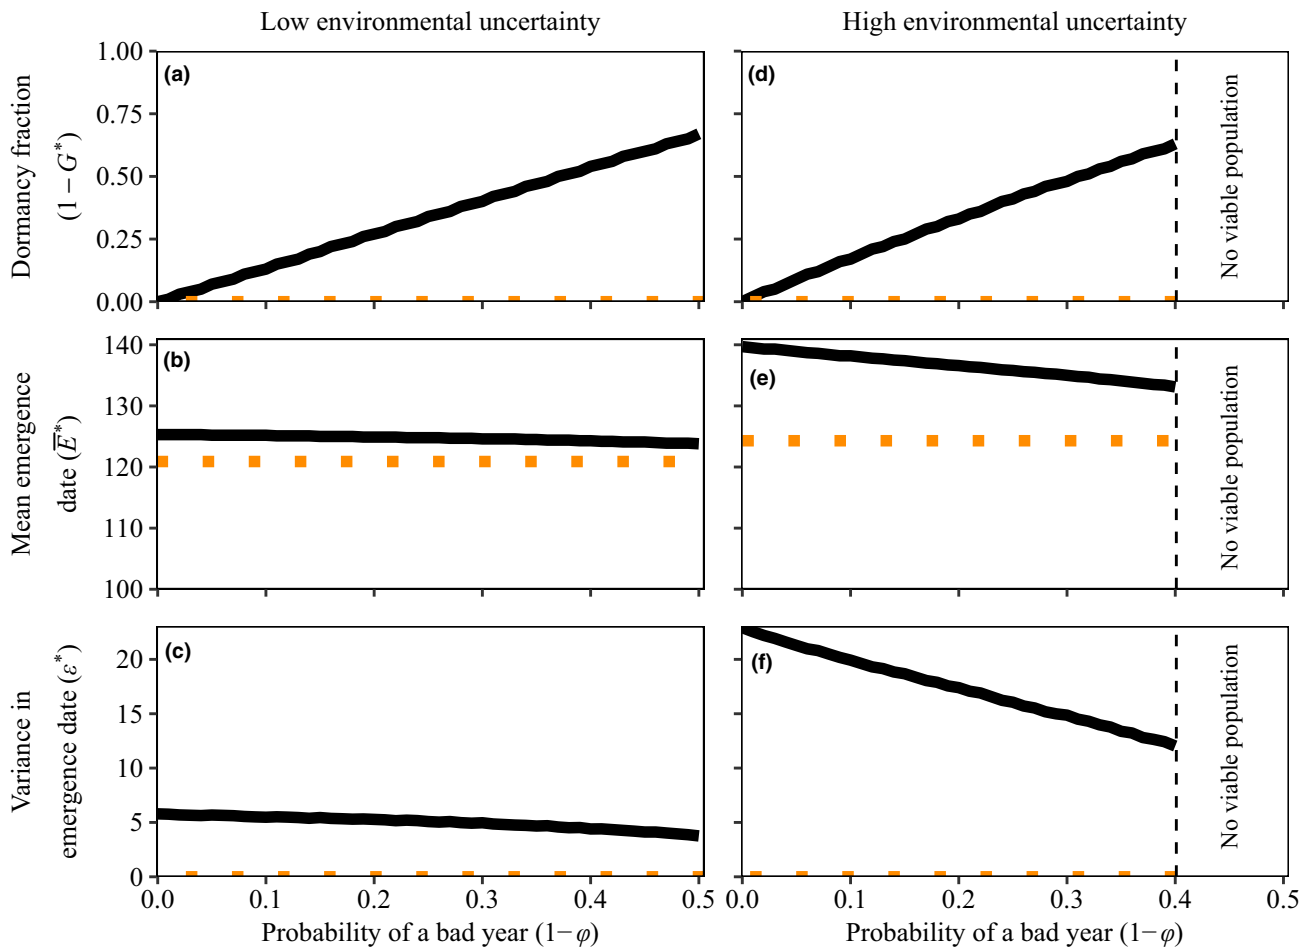 Low environmental uncertainty
High environmental uncertainty
Dormancy fraction
(1 − G*)
1.00
0.75
0.50
0.25
0.00
(a)
(d)
No viable population
Mean emergence
date (E̅*)
140
130
120
110
100
(b)
(e)
No viable population
Variance in
emergence date (ε*)
20
15
10
5
0
(c)
(f)
No viable population
0.0 0.1 0.2 0.3 0.4 0.5
0.0 0.1 0.2 0.3 0.4 0.5
Probability of a bad year (1−φ)
Probability of a bad year (1−φ)